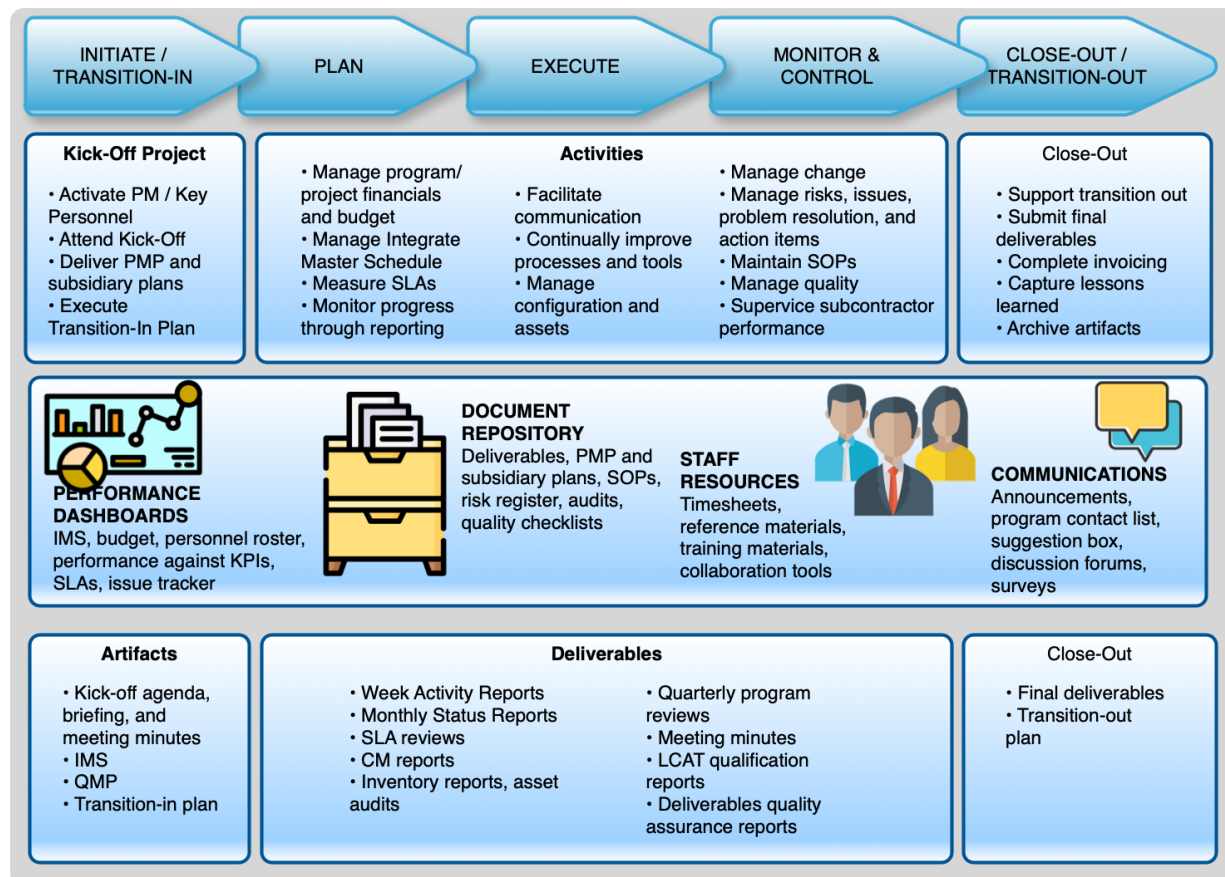 INITIATE /
TRANSITION-IN
PLAN
EXECUTE
MONITOR &
CONTROL
CLOSE-OUT /
TRANSITION-OUT
Kick-Off Project
• Activate PM / Key
Personnel
• Attend Kick-Off
• Deliver PMP and
subsidiary plans
• Execute
Transition-In Plan
Activities
• Manage program/
project financials
and budget
• Manage Integrate
Master Schedule
• Measure SLAs
• Monitor progress
through reporting
• Facilitate
communication
• Continually improve
processes and tools
• Manage
configuration and
assets
• Manage change
• Manage risks, issues,
problem resolution, and
action items
• Maintain SOPs
• Manage quality
• Supervice subcontractor
performance
Close-Out
• Support transition out
• Submit final
deliverables
• Complete invoicing
• Capture lessons
learned
• Archive artifacts
PERFORMANCE
DASHBOARDS
IMS, budget, personnel roster,
performance against KPIs,
SLAs, issue tracker
DOCUMENT
REPOSITORY
Deliverables, PMP and
subsidiary plans, SOPs,
risk register, audits,
quality checklists
STAFF
RESOURCES
Timesheets,
reference materials,
training materials,
collaboration tools
COMMUNICATIONS
Announcements,
program contact list,
suggestion box,
discussion forums,
surveys
Artifacts
• Kick-off agenda,
briefing, and
meeting minutes
• IMS
• QMP
• Transition-in plan
Deliverables
• Week Activity Reports
• Monthly Status Reports
• SLA reviews
• CM reports
• Inventory reports, asset
audits
• Quarterly program
reviews
• Meeting minutes
• LCAT qualification
reports
• Deliverables quality
assurance reports
Close-Out
• Final deliverables
• Transition-out
plan